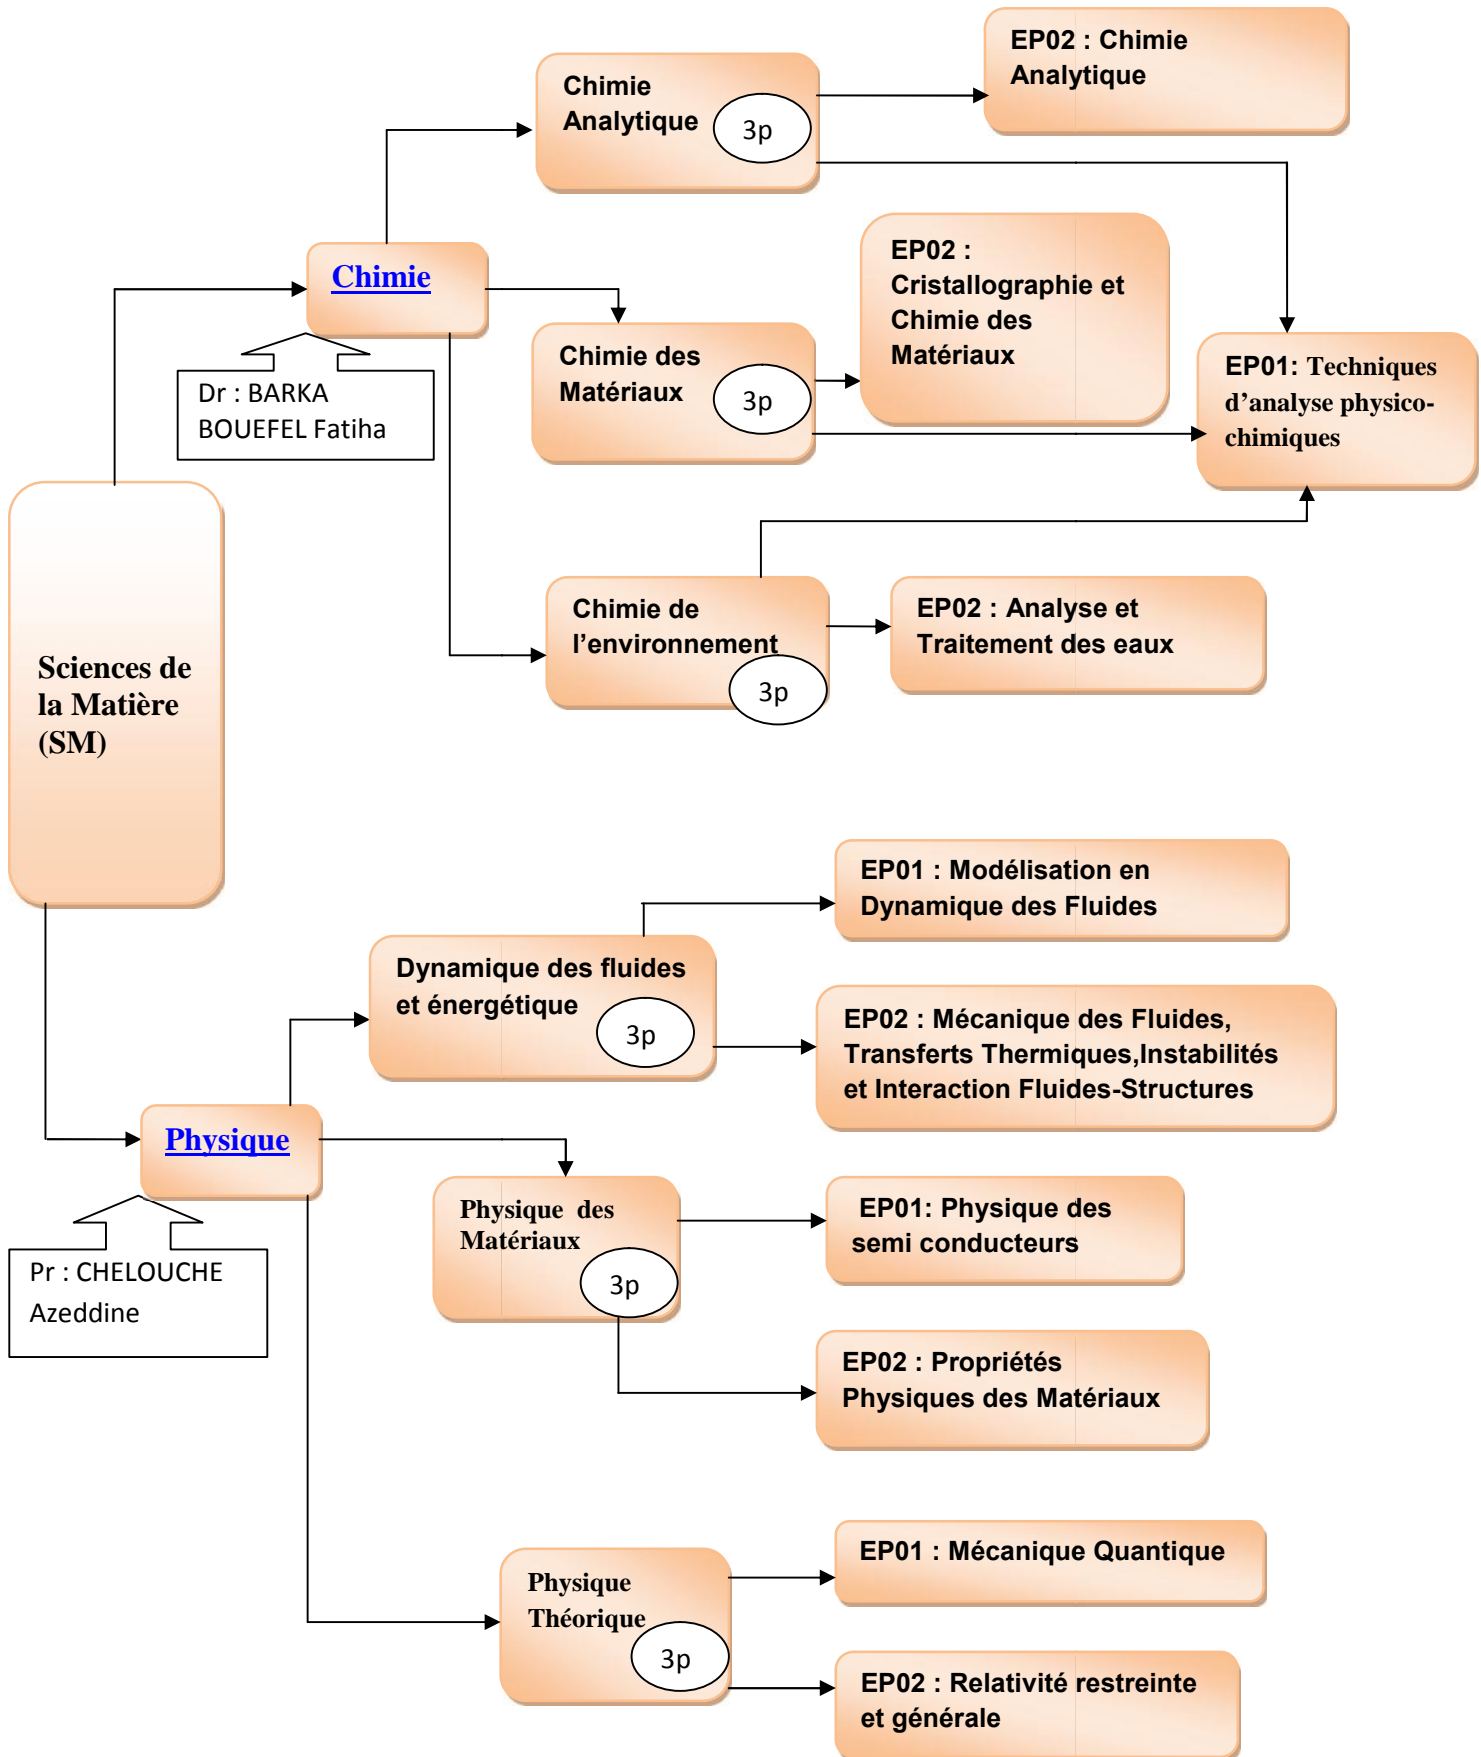 EP02 : Chimie
Analytique
Chimie
Analytique
3p
EP02 :
Cristallographie et
Chimie des
Matériaux
Chimie
Chimie des
Matériaux
3p
EP01: Techniques
d’analyse physico-
chimiques
Dr : BARKA
BOUEFEL Fatiha
Chimie de
l’environnement
3p
EP02 : Analyse et
Traitement des eaux
Sciences de
la Matière
(SM)
EP01 : Modélisation en
Dynamique des Fluides
Dynamique des fluides
et énergétique
3p
EP02 : Mécanique des Fluides,
Transferts Thermiques,Instabilités
et Interaction Fluides-Structures
Physique
Physique des
Matériaux
3p
EP01: Physique des
semi conducteurs
Pr : CHELOUCHE
Azeddine
EP02 : Propriétés
Physiques des Matériaux
EP01 : Mécanique Quantique
Physique
Théorique
3p
EP02 : Relativité restreinte
et générale